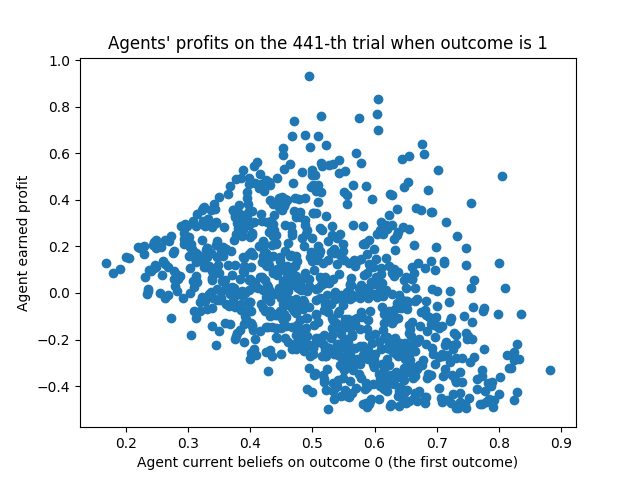 Agents' profits on the 441-th trial when outcome is 1
1.0
0.8
0.6
0.4
0.2
0.0
−0.2
−0.4
Agent earned profit
0.2 0.3 0.4 0.5 0.6 0.7 0.8 0.9
Agent current beliefs on outcome 0 (the first outcome)